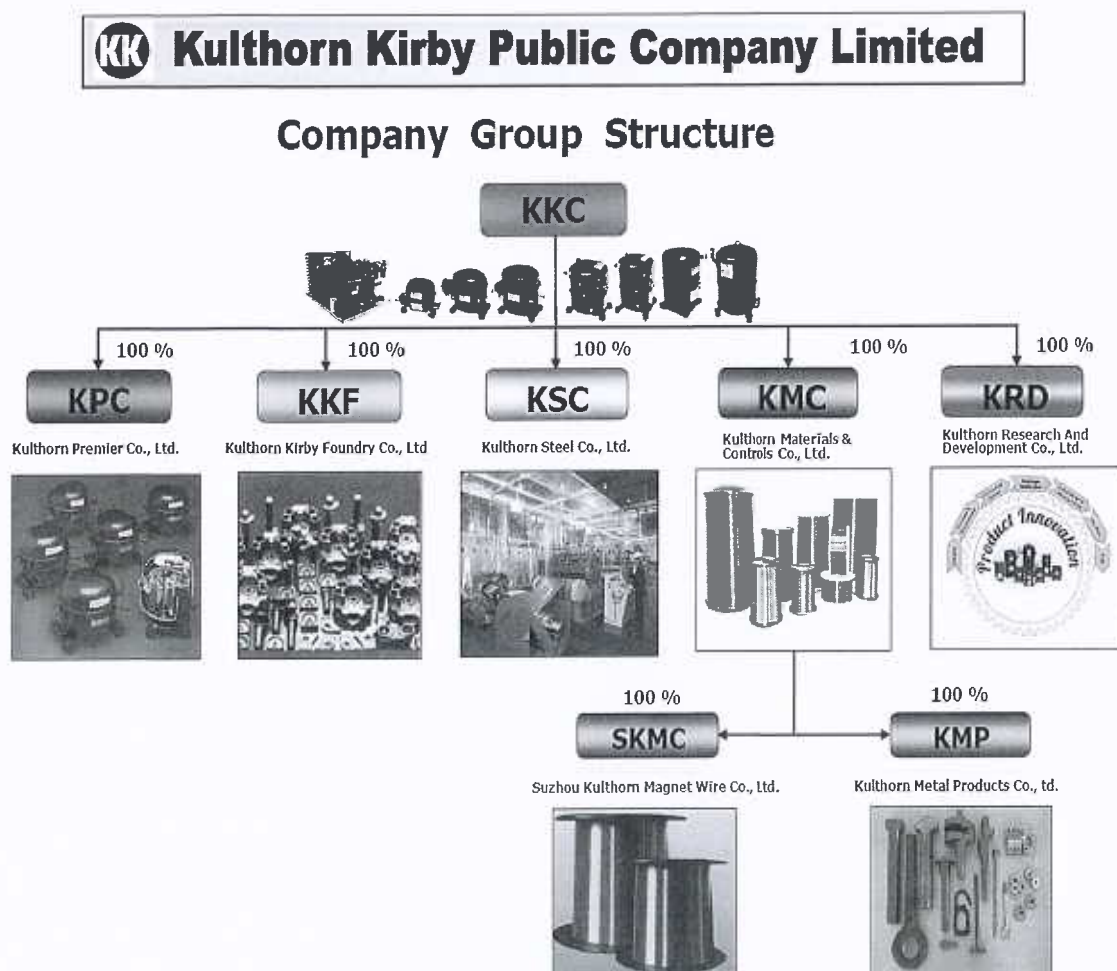 KK Kulthorn Kirby Public Company Limited
Company Group Structure
KKC
100 %
100 %
100 %
100 %
100 %
KPC
KKF
KSC
KMC
KRD
Kulthorn Premier Co., Ltd.
Kulthorn Kirby Foundry Co., Ltd
Kulthorn Steel Co., Ltd.
Kulthorn Materials &
Controls Co., Ltd.
Kulthorn Research And
Development Co., Ltd.
Product Innovation
100 %
100 %
SKMC
KMP
Suzhou Kulthorn Magnet Wire Co., Ltd.
Kulthorn Metal Products Co., td.